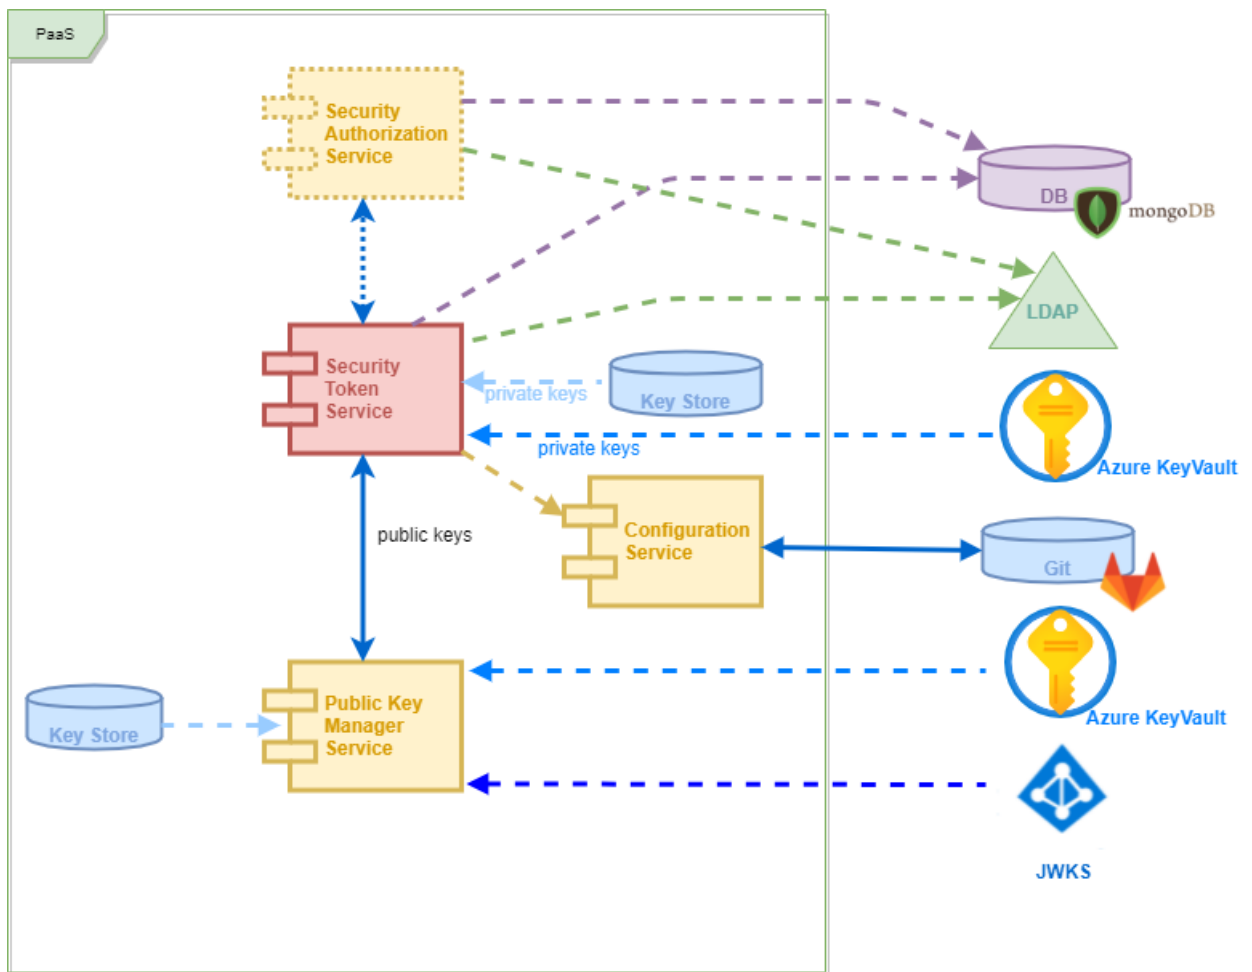 PaaS
Security
Authorization
Service
DB
mongoDB
LDAP
Security
Token
Service
private keys
Key Store
private keys
Azure KeyVault
public keys
Configuration
Service
Git
Public Key
Manager
Service
Key Store
Azure KeyVault
JWKS